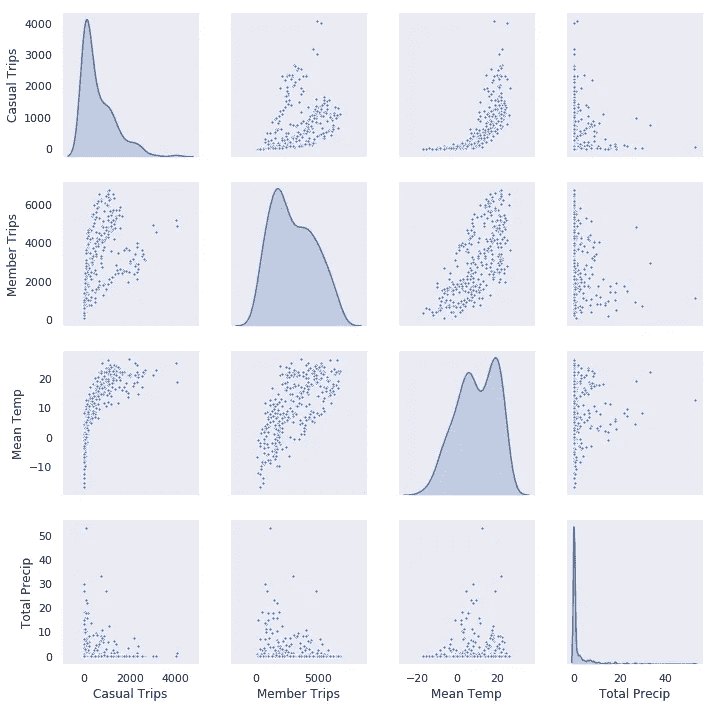 Casual Trips
4000
3000
2000
1000
0
Member Trips
6000
4000
2000
0
Mean Temp
20
10
0
−10
Total Precip
50
40
30
20
10
0
0 2000 4000
0 5000
−20 0 20
0 20 40
Casual Trips
Member Trips
Mean Temp
Total Precip